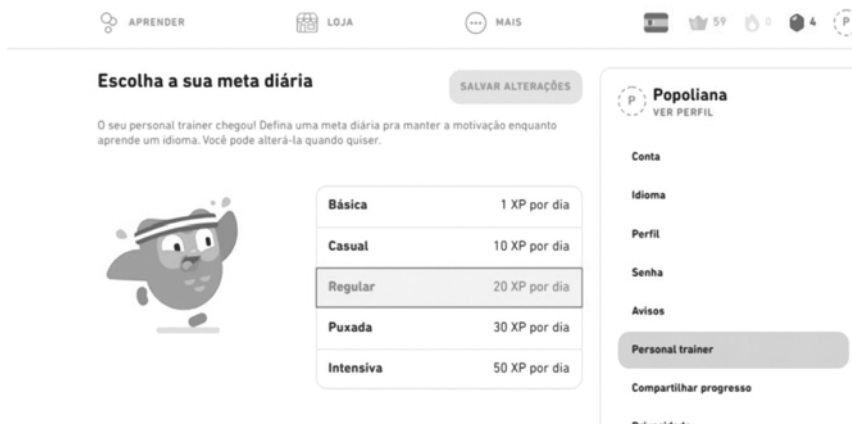 APRENDER
LOJA
MAIS
59
0
4
P
Escolha a sua meta diária
SALVAR ALTERAÇÕES
O seu personal trainer chegou! Defina uma meta diária pra manter a motivação enquanto
aprende um idioma. Você pode alterá-la quando quiser.
Básica 1 XP por dia
Casual 10 XP por dia
Regular 20 XP por dia
Puxada 30 XP por dia
Intensiva 50 XP por dia
P
Popoliana
VER PERFIL
Conta
Idioma
Perfil
Senha
Avisos
Personal trainer
Compartilhar progresso